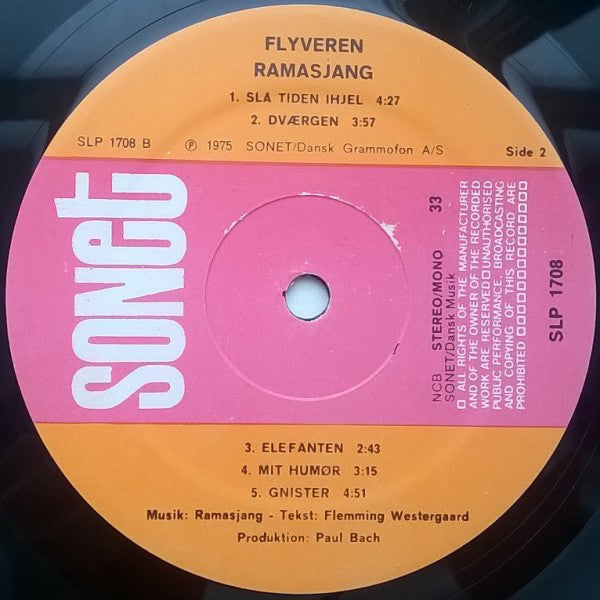 FLYVEREN
RAMASJANG
1. SLA TIDEN IHJEL 4:27
2. DVÆRGEN 3:57
SLP 1708 B
Ⓟ 1975 SONET/Dansk Grammofon A/S
Side 2
SONET
NCB STEREO/MONO 33
SONET/Dansk Musik
□ ALL RIGHTS OF THE MANUFACTURER
AND OF THE OWNER OF THE RECORDED
WORK ARE RESERVED □ UNAUTHORISED
PUBLIC PERFORMANCE, BROADCASTING
AND COPYING OF THIS RECORD ARE
PROHIBITED □□□□□□□□□□□□□□
SLP 1708
3. ELEFANTEN 2:43
4. MIT HUMØR 3:15
5. GNISTER 4:51
Musik: Ramasjang - Tekst: Flemming Westergaard
Produktion: Paul Bach